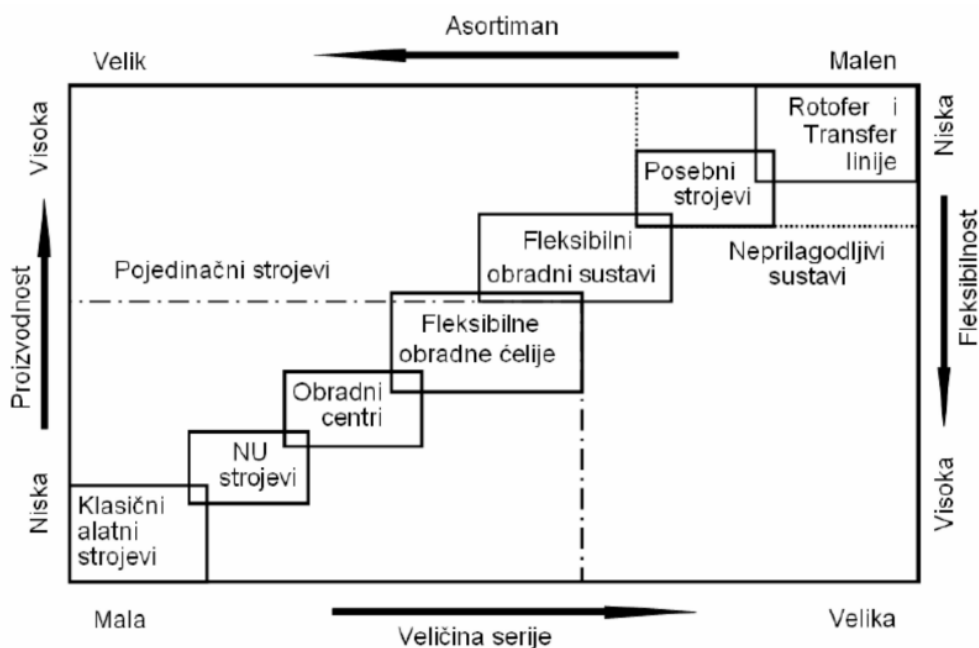 Asortiman
Velik
Malen
Visoka
Niska
Rotofer i
Transfer
linije
Posebni
strojevi
Fleksibilni
obradni sustavi
Neprilagodljivi
sustavi
Pojedinačni strojevi
Proizvodnost
Fleksibilnost
Fleksibilne
obradne ćelije
Obradni
centri
NU
strojevi
Niska
Visoka
Klasični
alatni
strojevi
Mala
Velika
Veličina serije